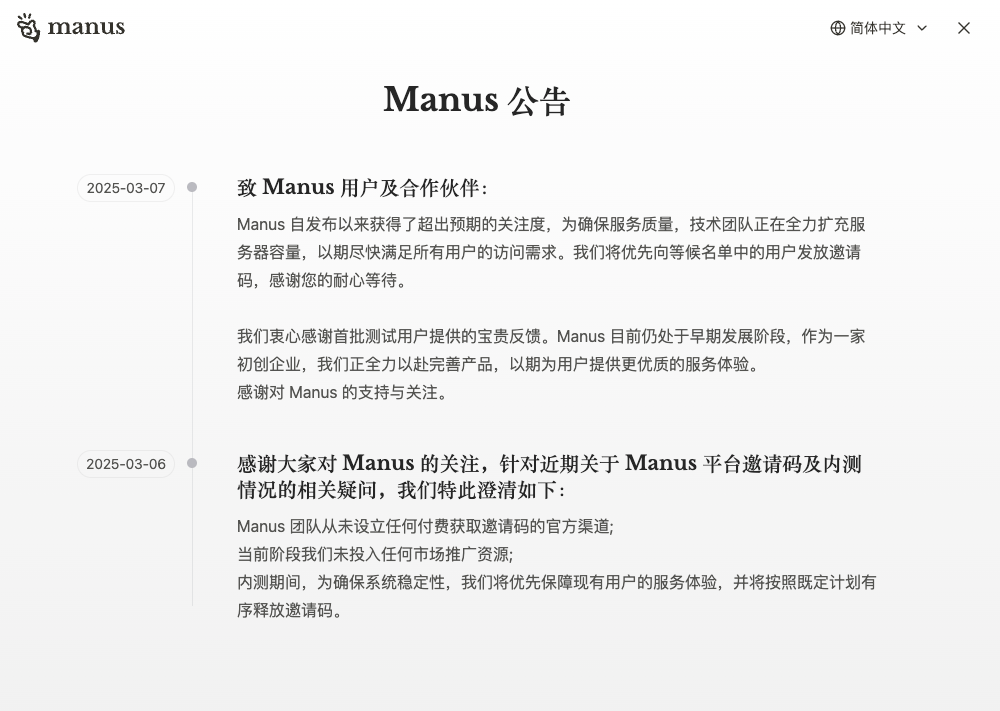 manus
简体中文
Manus 公告
2025-03-07
致 Manus 用户及合作伙伴：
Manus 自发布以来获得了超出预期的关注度，为确保服务质量，技术团队正在全力扩充服
务器容量，以期尽快满足所有用户的访问需求。我们将优先向等候名单中的用户发放邀请
码，感谢您的耐心等待。
我们衷心感谢首批测试用户提供的宝贵反馈。Manus 目前仍处于早期发展阶段，作为一家
初创企业，我们正全力以赴完善产品，以期为用户提供更优质的服务体验。
感谢对 Manus 的支持与关注。
2025-03-06
感谢大家对 Manus 的关注，针对近期关于 Manus 平台邀请码及内测
情况的相关疑问，我们特此澄清如下：
Manus 团队从未设立任何付费获取邀请码的官方渠道;
当前阶段我们未投入任何市场推广资源;
内测期间，为确保系统稳定性，我们将优先保障现有用户的服务体验，并将按照既定计划有
序释放邀请码。